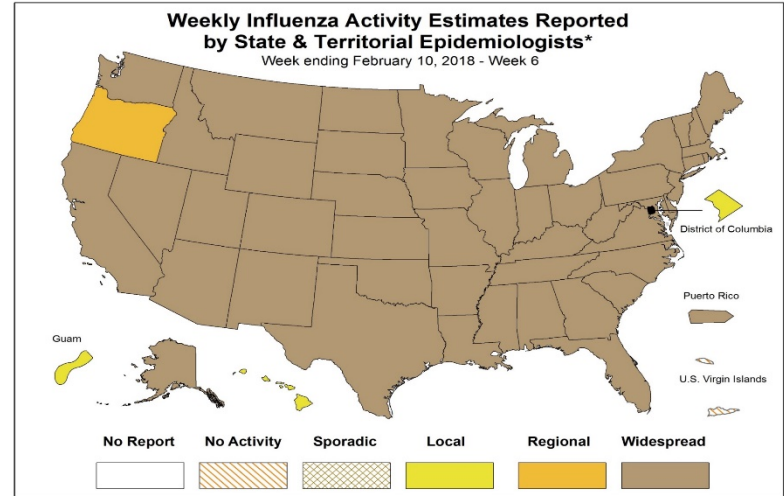 Weekly Influenza Activity Estimates Reported
by State & Territorial Epidemiologists*
Week ending February 10, 2018 - Week 6
District of Columbia
Puerto Rico
Guam
U.S. Virgin Islands
No Report No Activity Sporadic Local Regional Widespread